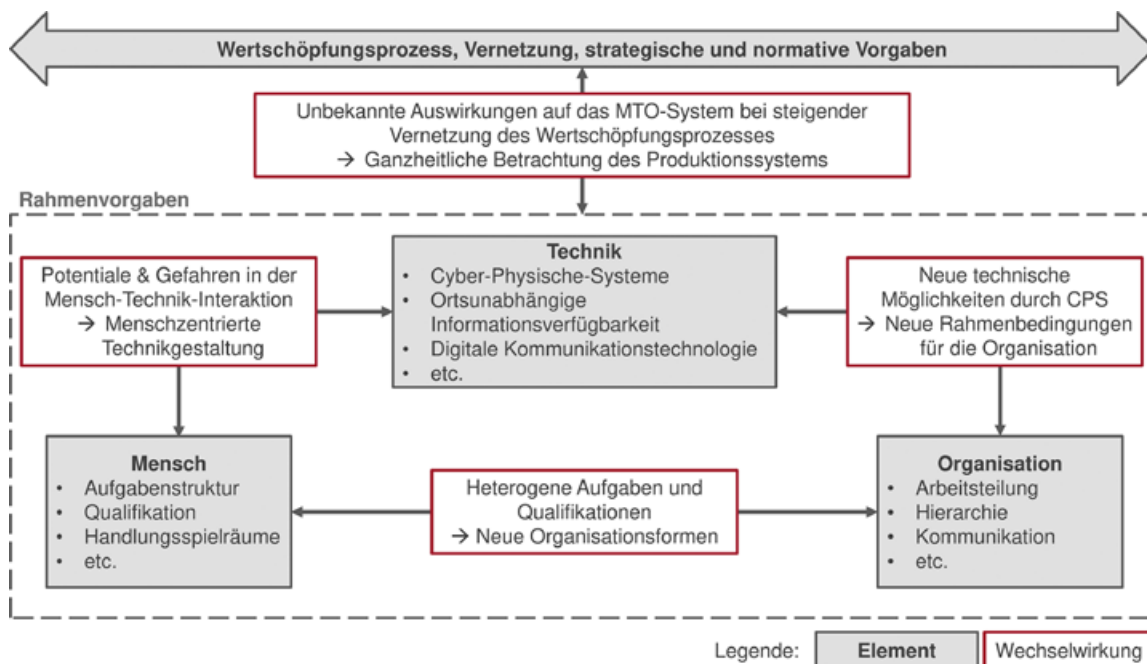 Wertschöpfungsprozess, Vernetzung, strategische und normative Vorgaben
Unbekannte Auswirkungen auf das MTO-System bei steigender
Vernetzung des Wertschöpfungsprozesses
→ Ganzheitliche Betrachtung des Produktionssystems
Rahmenvorgaben
Potentiale & Gefahren in der
Mensch-Technik-Interaktion
→ Menschzentrierte
Technikgestaltung
Technik
• Cyber-Physische-Systeme
• Ortsunabhängige
Informationsverfügbarkeit
• Digitale Kommunikationstechnologie
• etc.
Neue technische
Möglichkeiten durch CPS
→ Neue Rahmenbedingungen
für die Organisation
Mensch
• Aufgabenstruktur
• Qualifikation
• Handlungsspielräume
• etc.
Heterogene Aufgaben und
Qualifikationen
→ Neue Organisationsformen
Organisation
• Arbeitsteilung
• Hierarchie
• Kommunikation
• etc.
Legende: Element Wechselwirkung